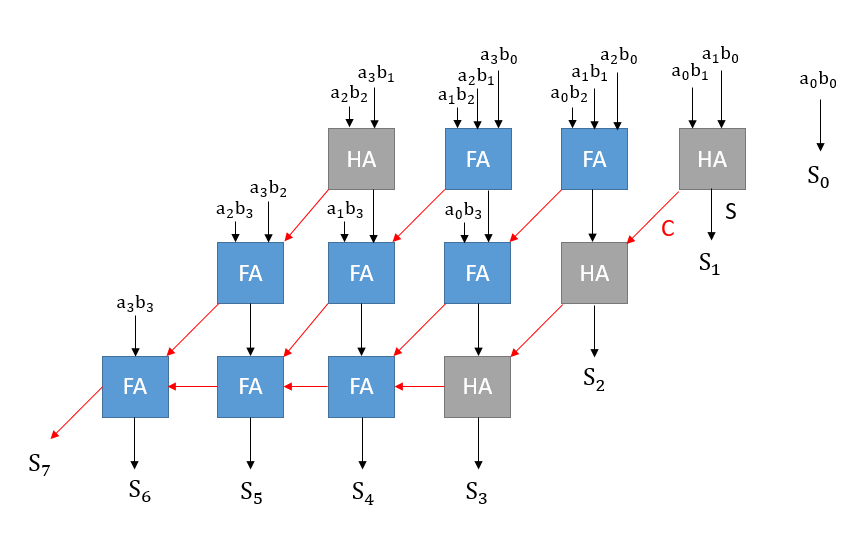 a₃b₀
a₃b₁ a₂b₁ a₁b₁ a₂b₀ a₀b₁ a₁b₀ a₀b₀
a₂b₂ a₁b₂ a₀b₂
HA FA FA HA S₀
a₃b₂
a₂b₃ a₁b₃ a₀b₃ C S
FA FA FA HA S₁
a₃b₃
FA FA FA HA S₂
S₇ S₆ S₅ S₄ S₃